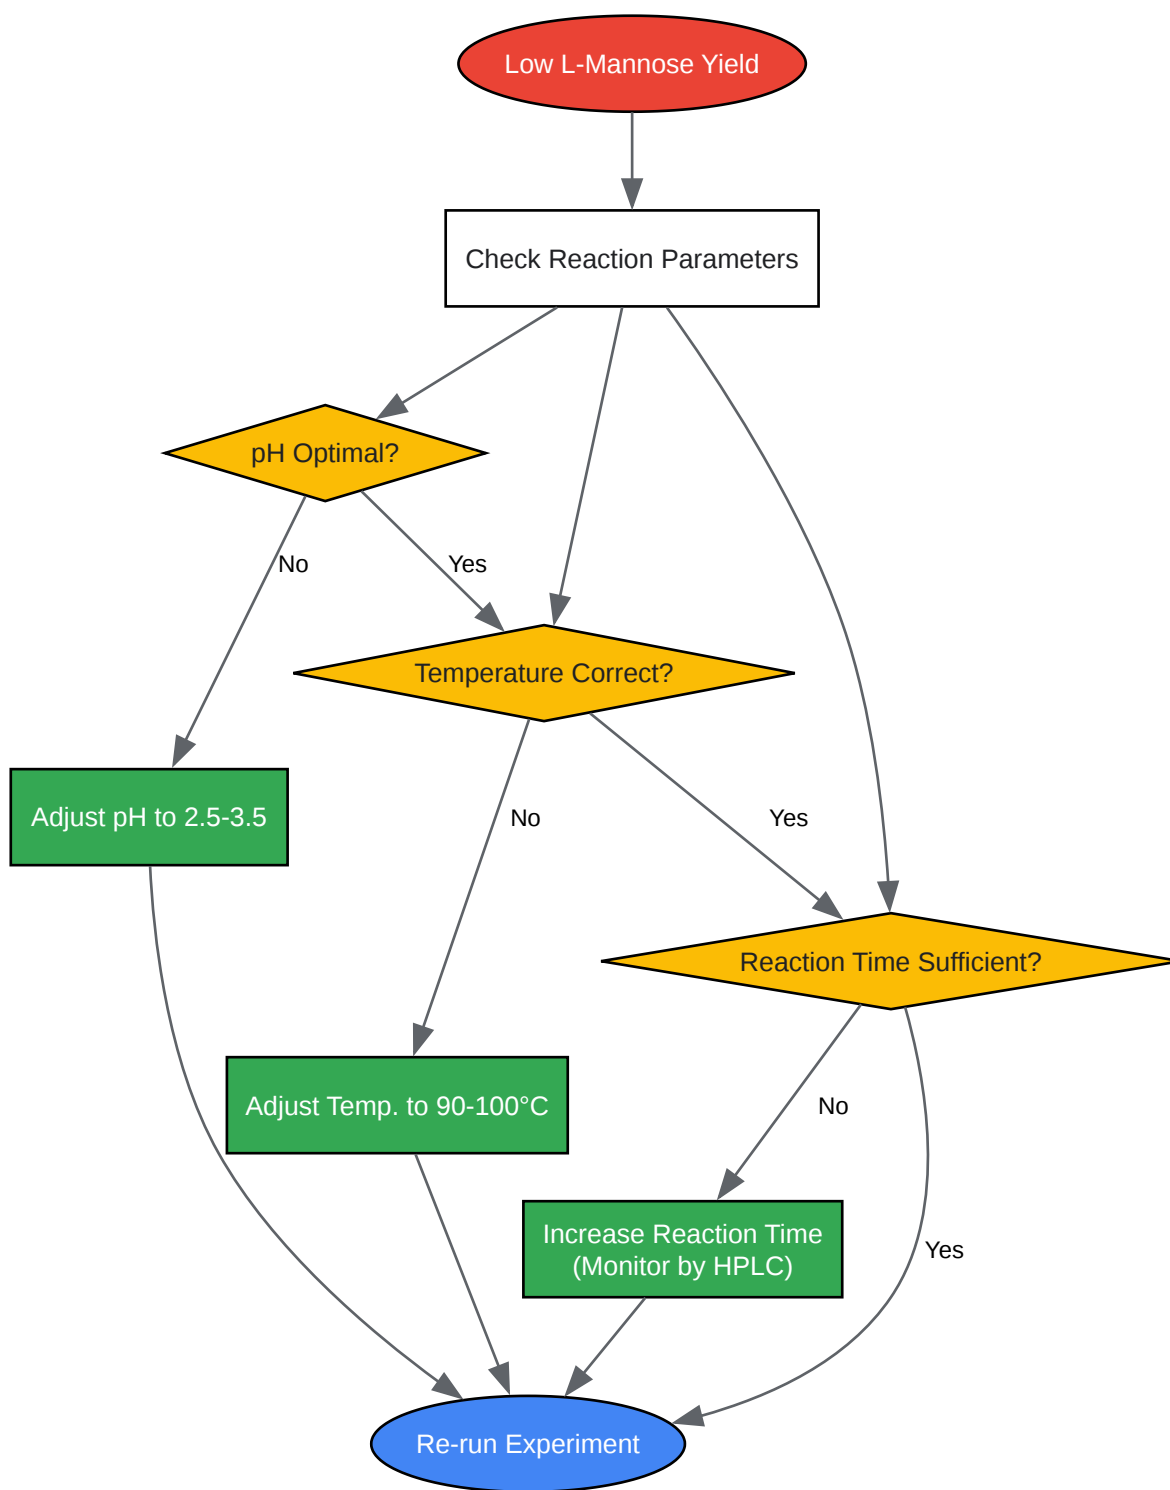 Low L-Mannose Yield
Check Reaction Parameters
pH Optimal?
No
Yes
Temperature Correct?
Adjust pH to 2.5-3.5
No
Yes
Reaction Time Sufficient?
Adjust Temp. to 90-100°C
No
Increase Reaction Time
(Monitor by HPLC)
Yes
Re-run Experiment